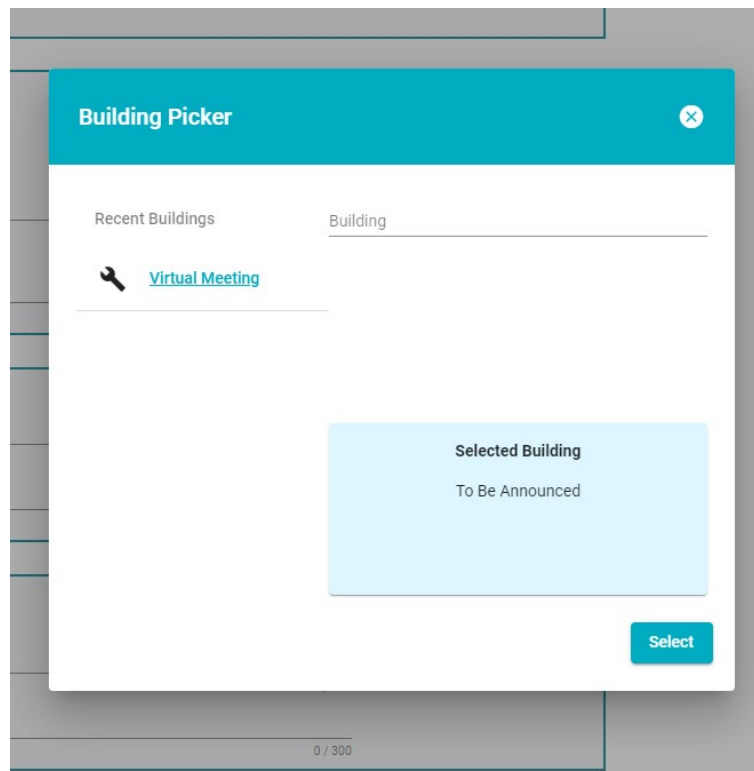 Building Picker
Recent Buildings
Building
Virtual Meeting
Selected Building
To Be Announced
Select
0 / 300